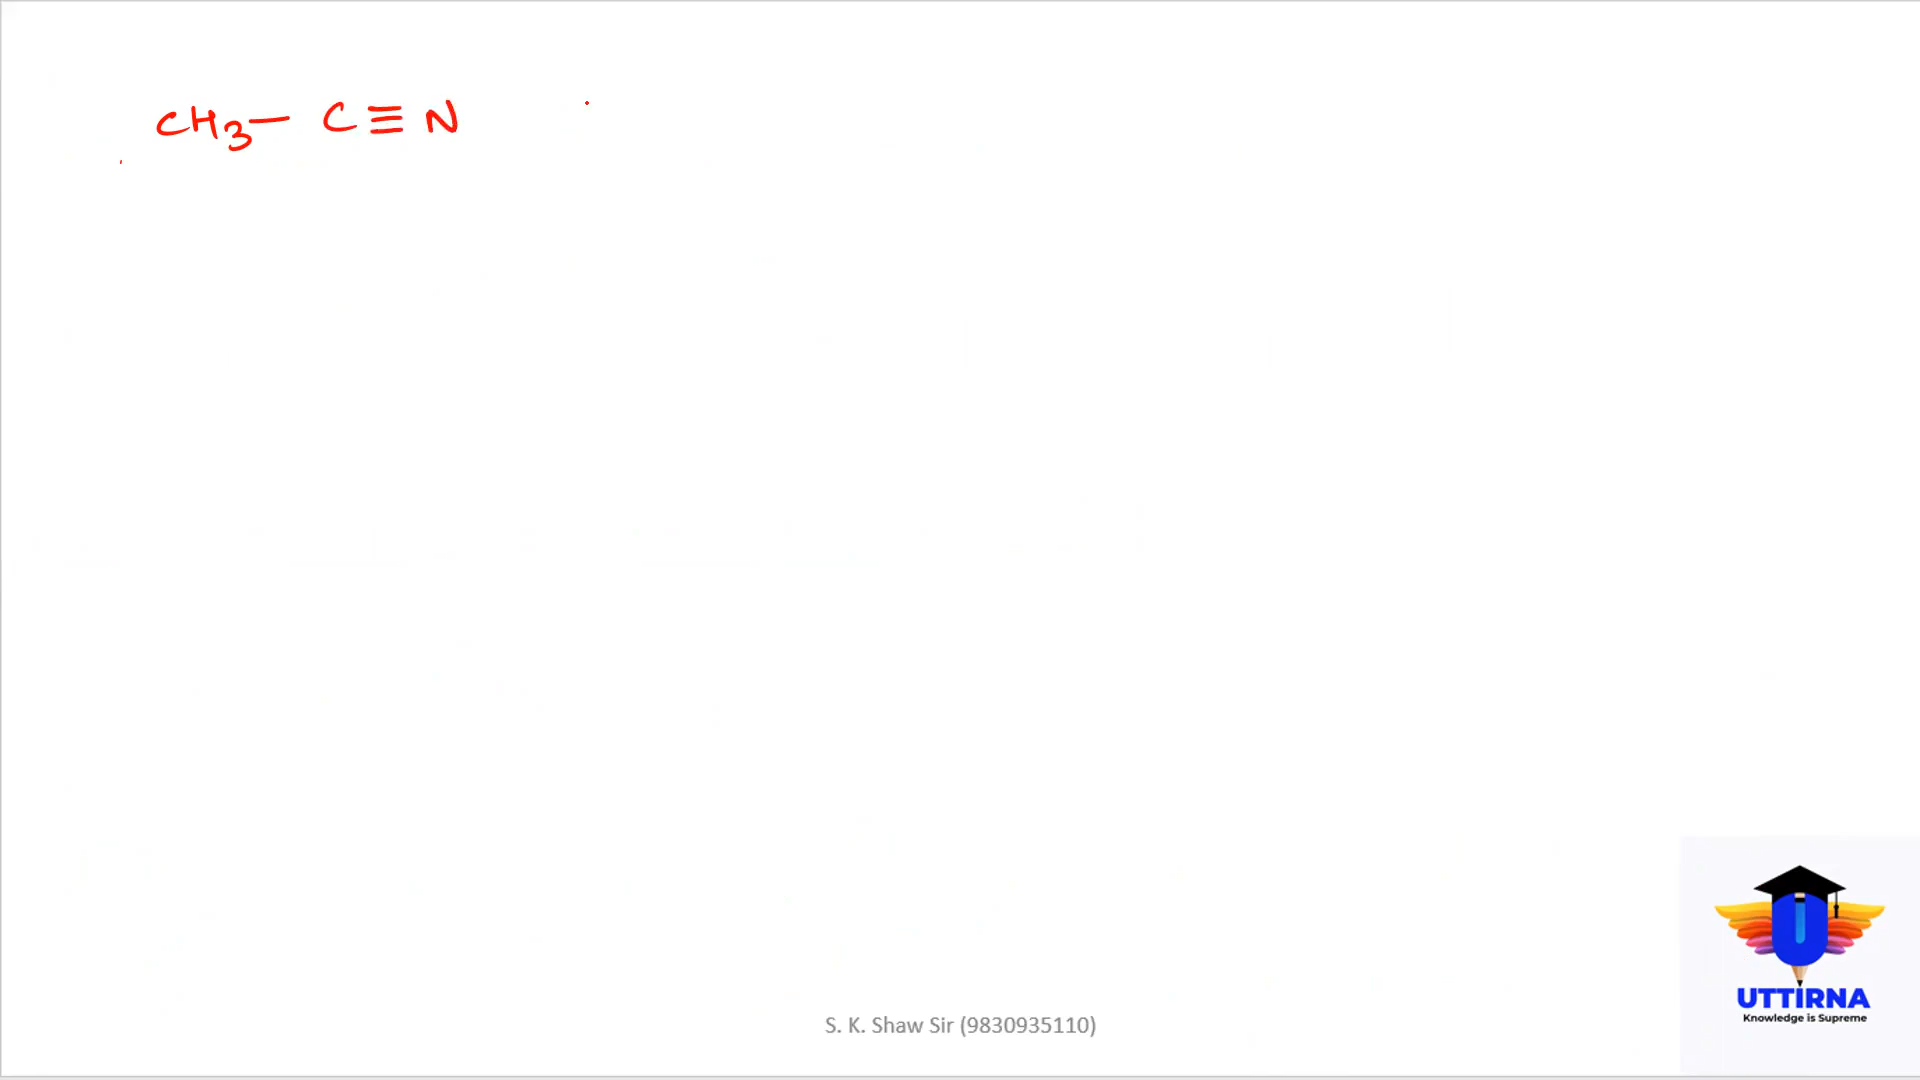 CH₃— C≡N
S. K. Shaw Sir (9830935110)
UTTIRNA
Knowledge is Supreme